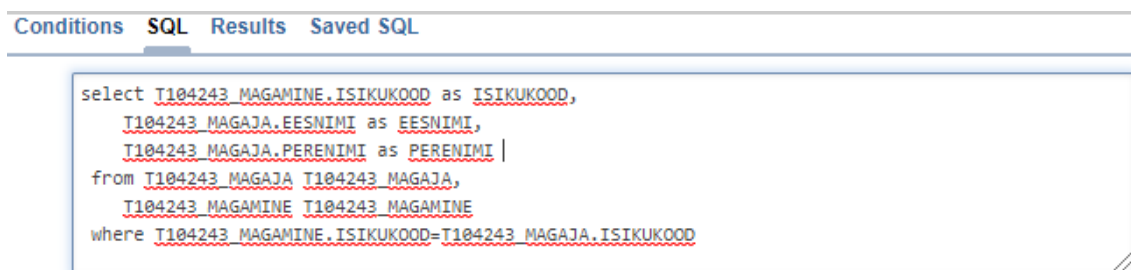 Conditions SQL Results Saved SQL
select T104243_MAGAMINE.ISIKUKOOD as ISIKUKOOD,
T104243_MAGAJA.EESNIMI as EESNIMI,
T104243_MAGAJA.PERENIMI as PERENIMI
from T104243_MAGAJA T104243_MAGAJA,
T104243_MAGAMINE T104243_MAGAMINE
where T104243_MAGAMINE.ISIKUKOOD=T104243_MAGAJA.ISIKUKOOD